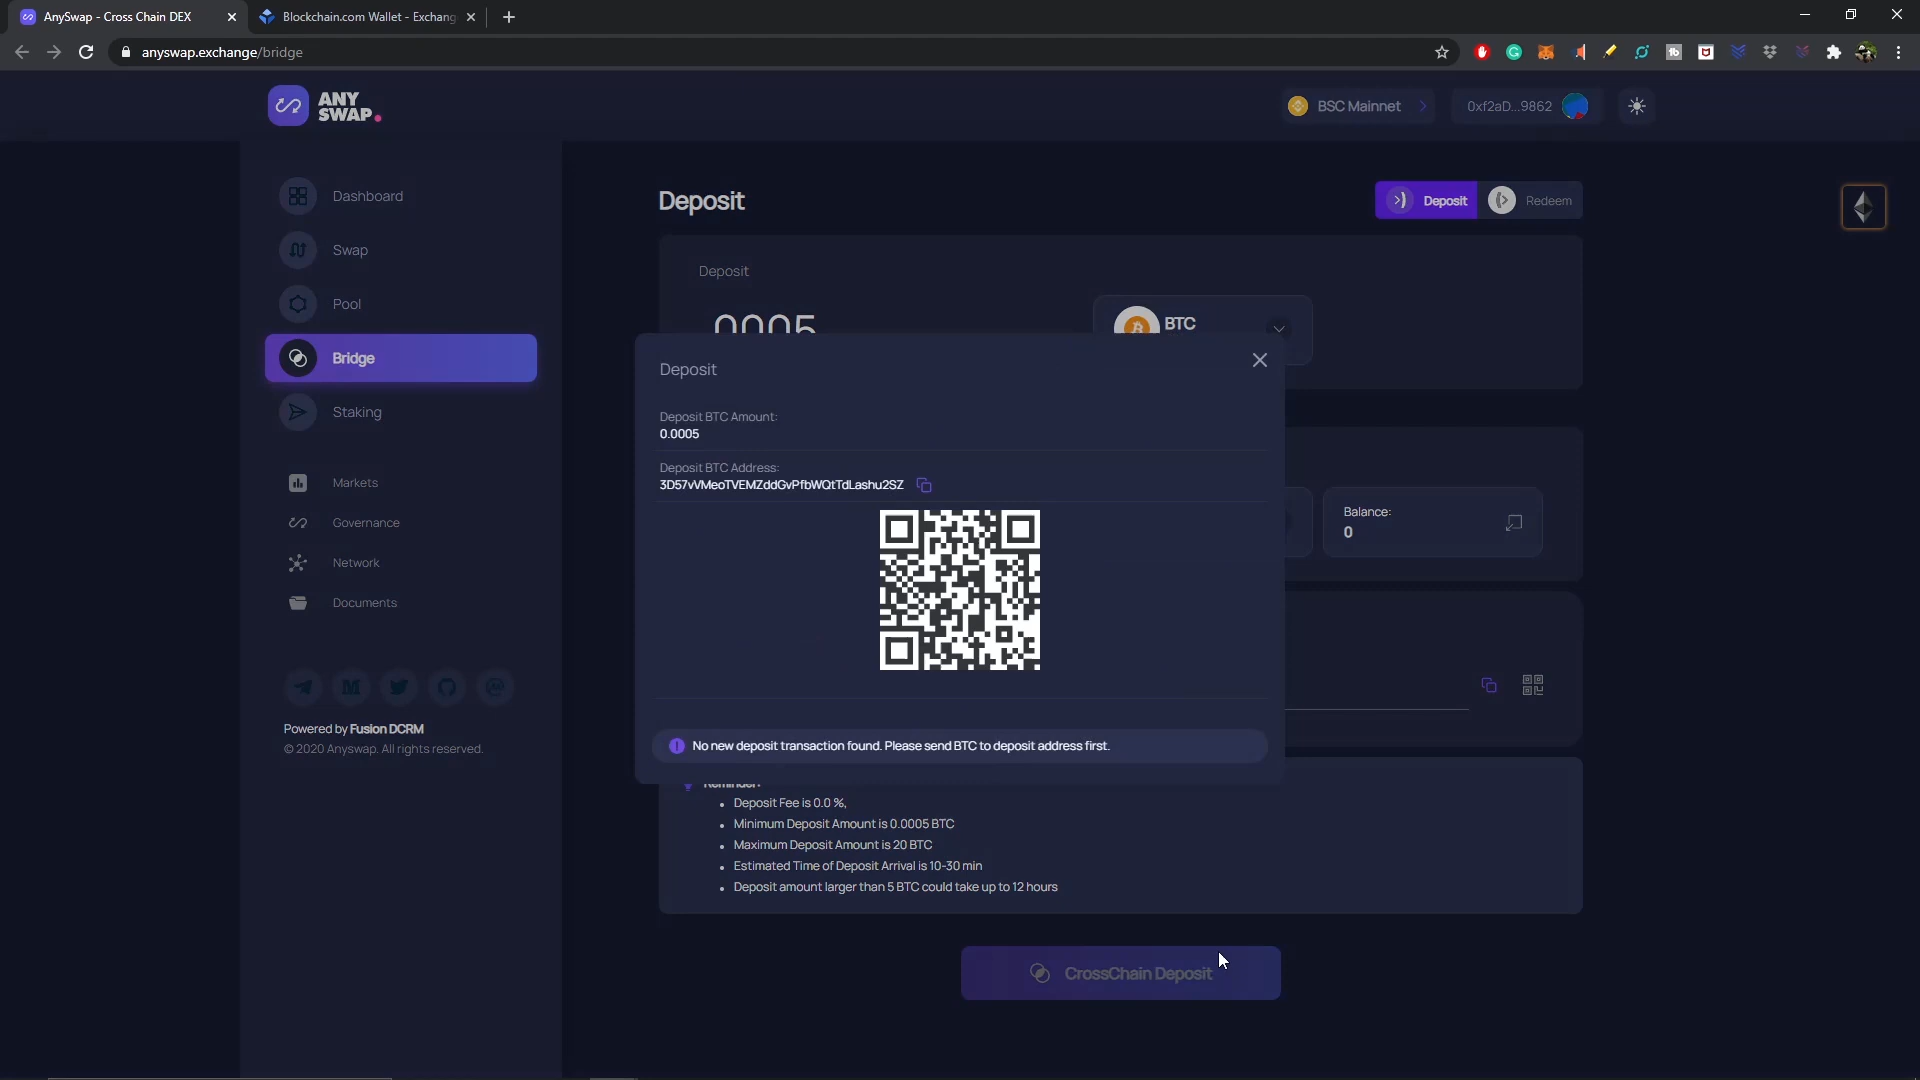 AnySwap - Cross Chain DEX
Blockchain.com Wallet - Exchang
anyswap.exchange/bridge
ANY
SWAP.
BSC Mainnet
0xf2aD...9862
Dashboard
Swap
Pool
Bridge
Staking
Markets
Governance
Network
Documents
Powered by Fusion DCRM
© 2020 Anyswap. All rights reserved.
Deposit
Deposit
Redeem
Deposit
BTC
Deposit
Deposit BTC Amount:
0.0005
Deposit BTC Address:
3D57vVMeoTVEMZddGvPfbWQtTdLashu2SZ
Balance:
0
No new deposit transaction found. Please send BTC to deposit address first.
Reminder:
Deposit Fee is 0.0 %,
Minimum Deposit Amount is 0.0005 BTC
Maximum Deposit Amount is 20 BTC
Estimated Time of Deposit Arrival is 10-30 min
Deposit amount larger than 5 BTC could take up to 12 hours
CrossChain Deposit